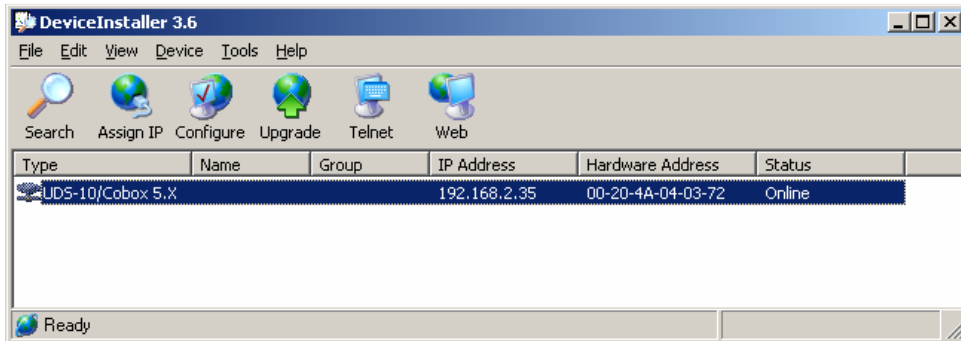 DeviceInstaller 3.6
File Edit View Device Tools Help
Search Assign IP Configure Upgrade Telnet Web
Type Name Group IP Address Hardware Address Status
UDS-10/Cobox 5.X 192.168.2.35 00-20-4A-04-03-72 Online
Ready